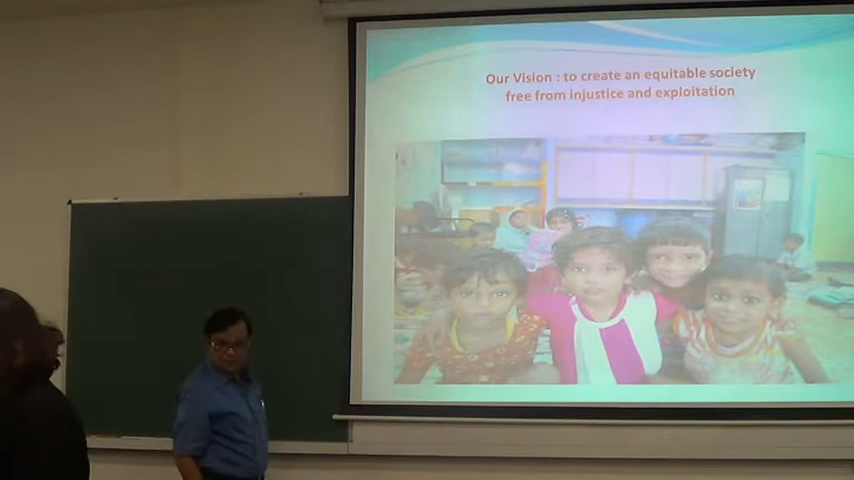 Our Vision : to create an equitable society
free from injustice and exploitation